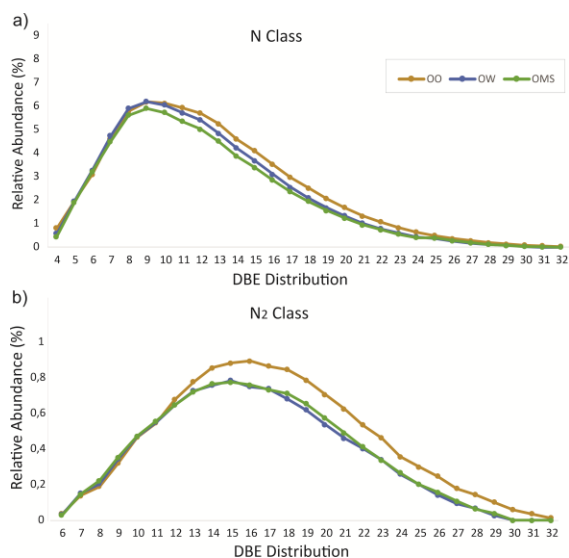 a)
N Class
OO OW OMS
Relative Abundance (%)
9
8
7
6
5
4
3
2
1
0
4 5 6 7 8 9 10 11 12 13 14 15 16 17 18 19 20 21 22 23 24 25 26 27 28 29 30 31 32
DBE Distribution
b)
N2 Class
Relative Abundance (%)
1
0,8
0,6
0,4
0,2
0
6 7 8 9 10 11 12 13 14 15 16 17 18 19 20 21 22 23 24 25 26 27 28 29 30 31 32
DBE Distribution